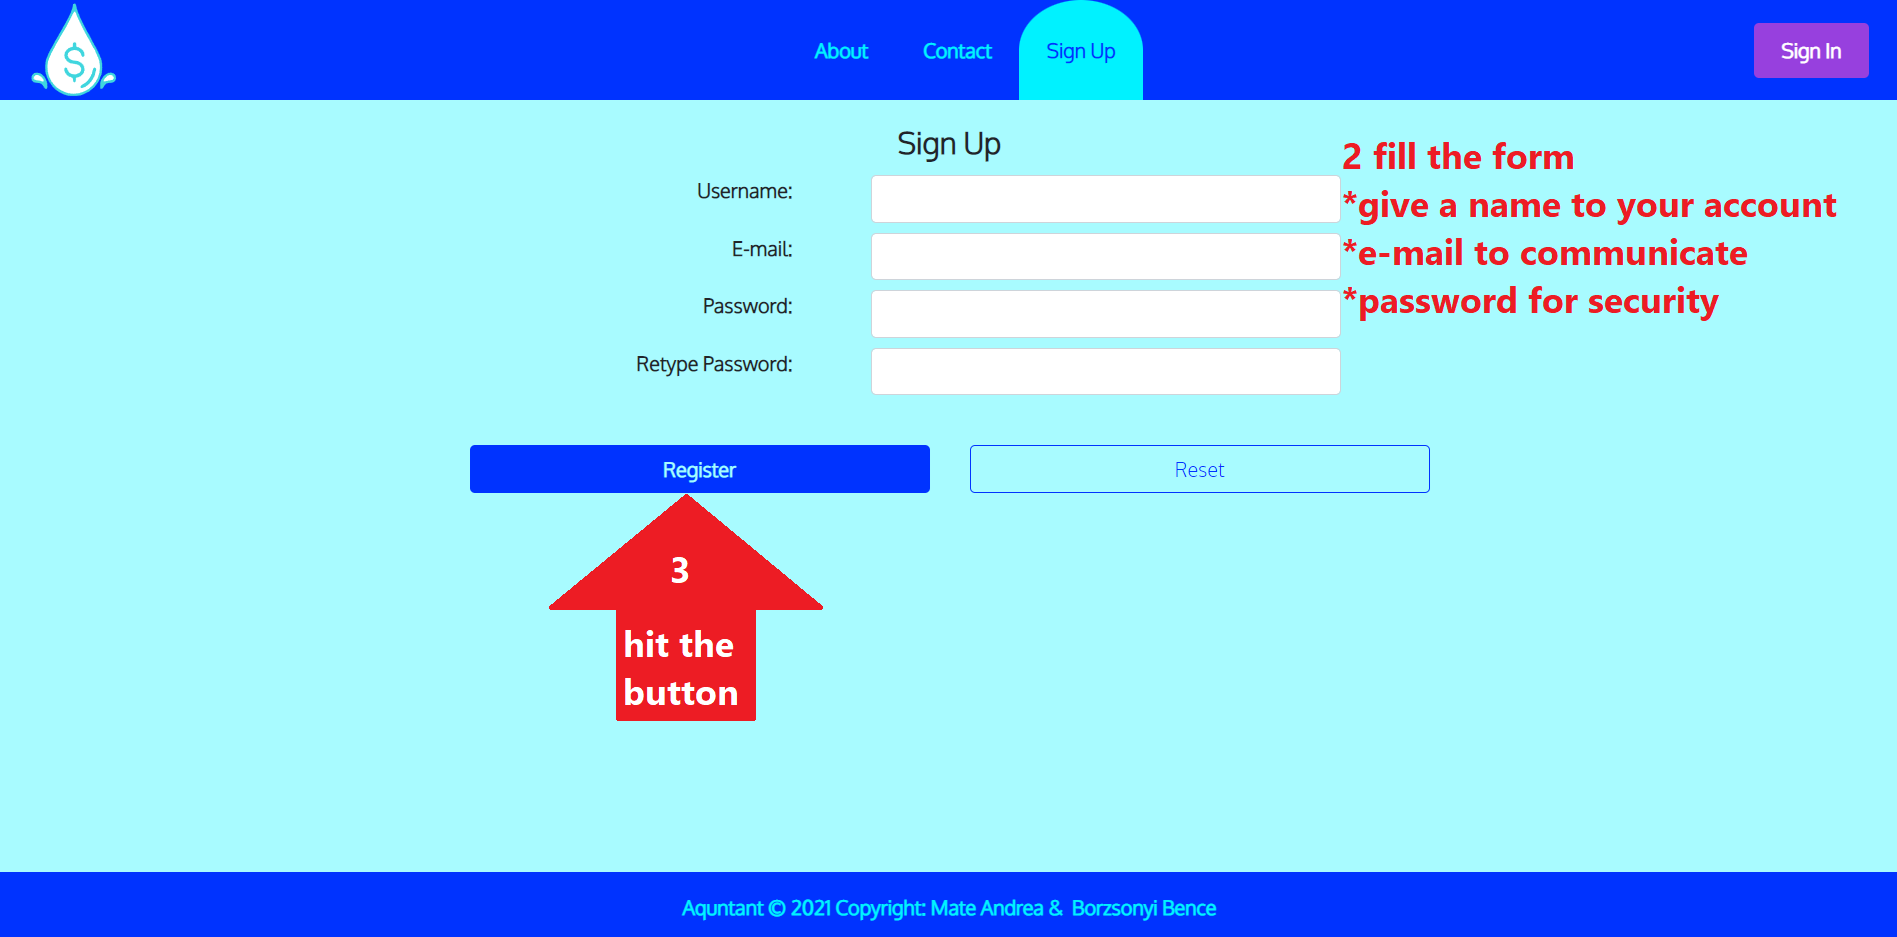 $
About
Contact
Sign Up
Sign In
Sign Up
2 fill the form
Username:
*give a name to your account
E-mail:
*e-mail to communicate
Password:
*password for security
Retype Password:
Register
Reset
3
hit the
button
Aquntant © 2021 Copyright: Mate Andrea & Borzsonyi Bence